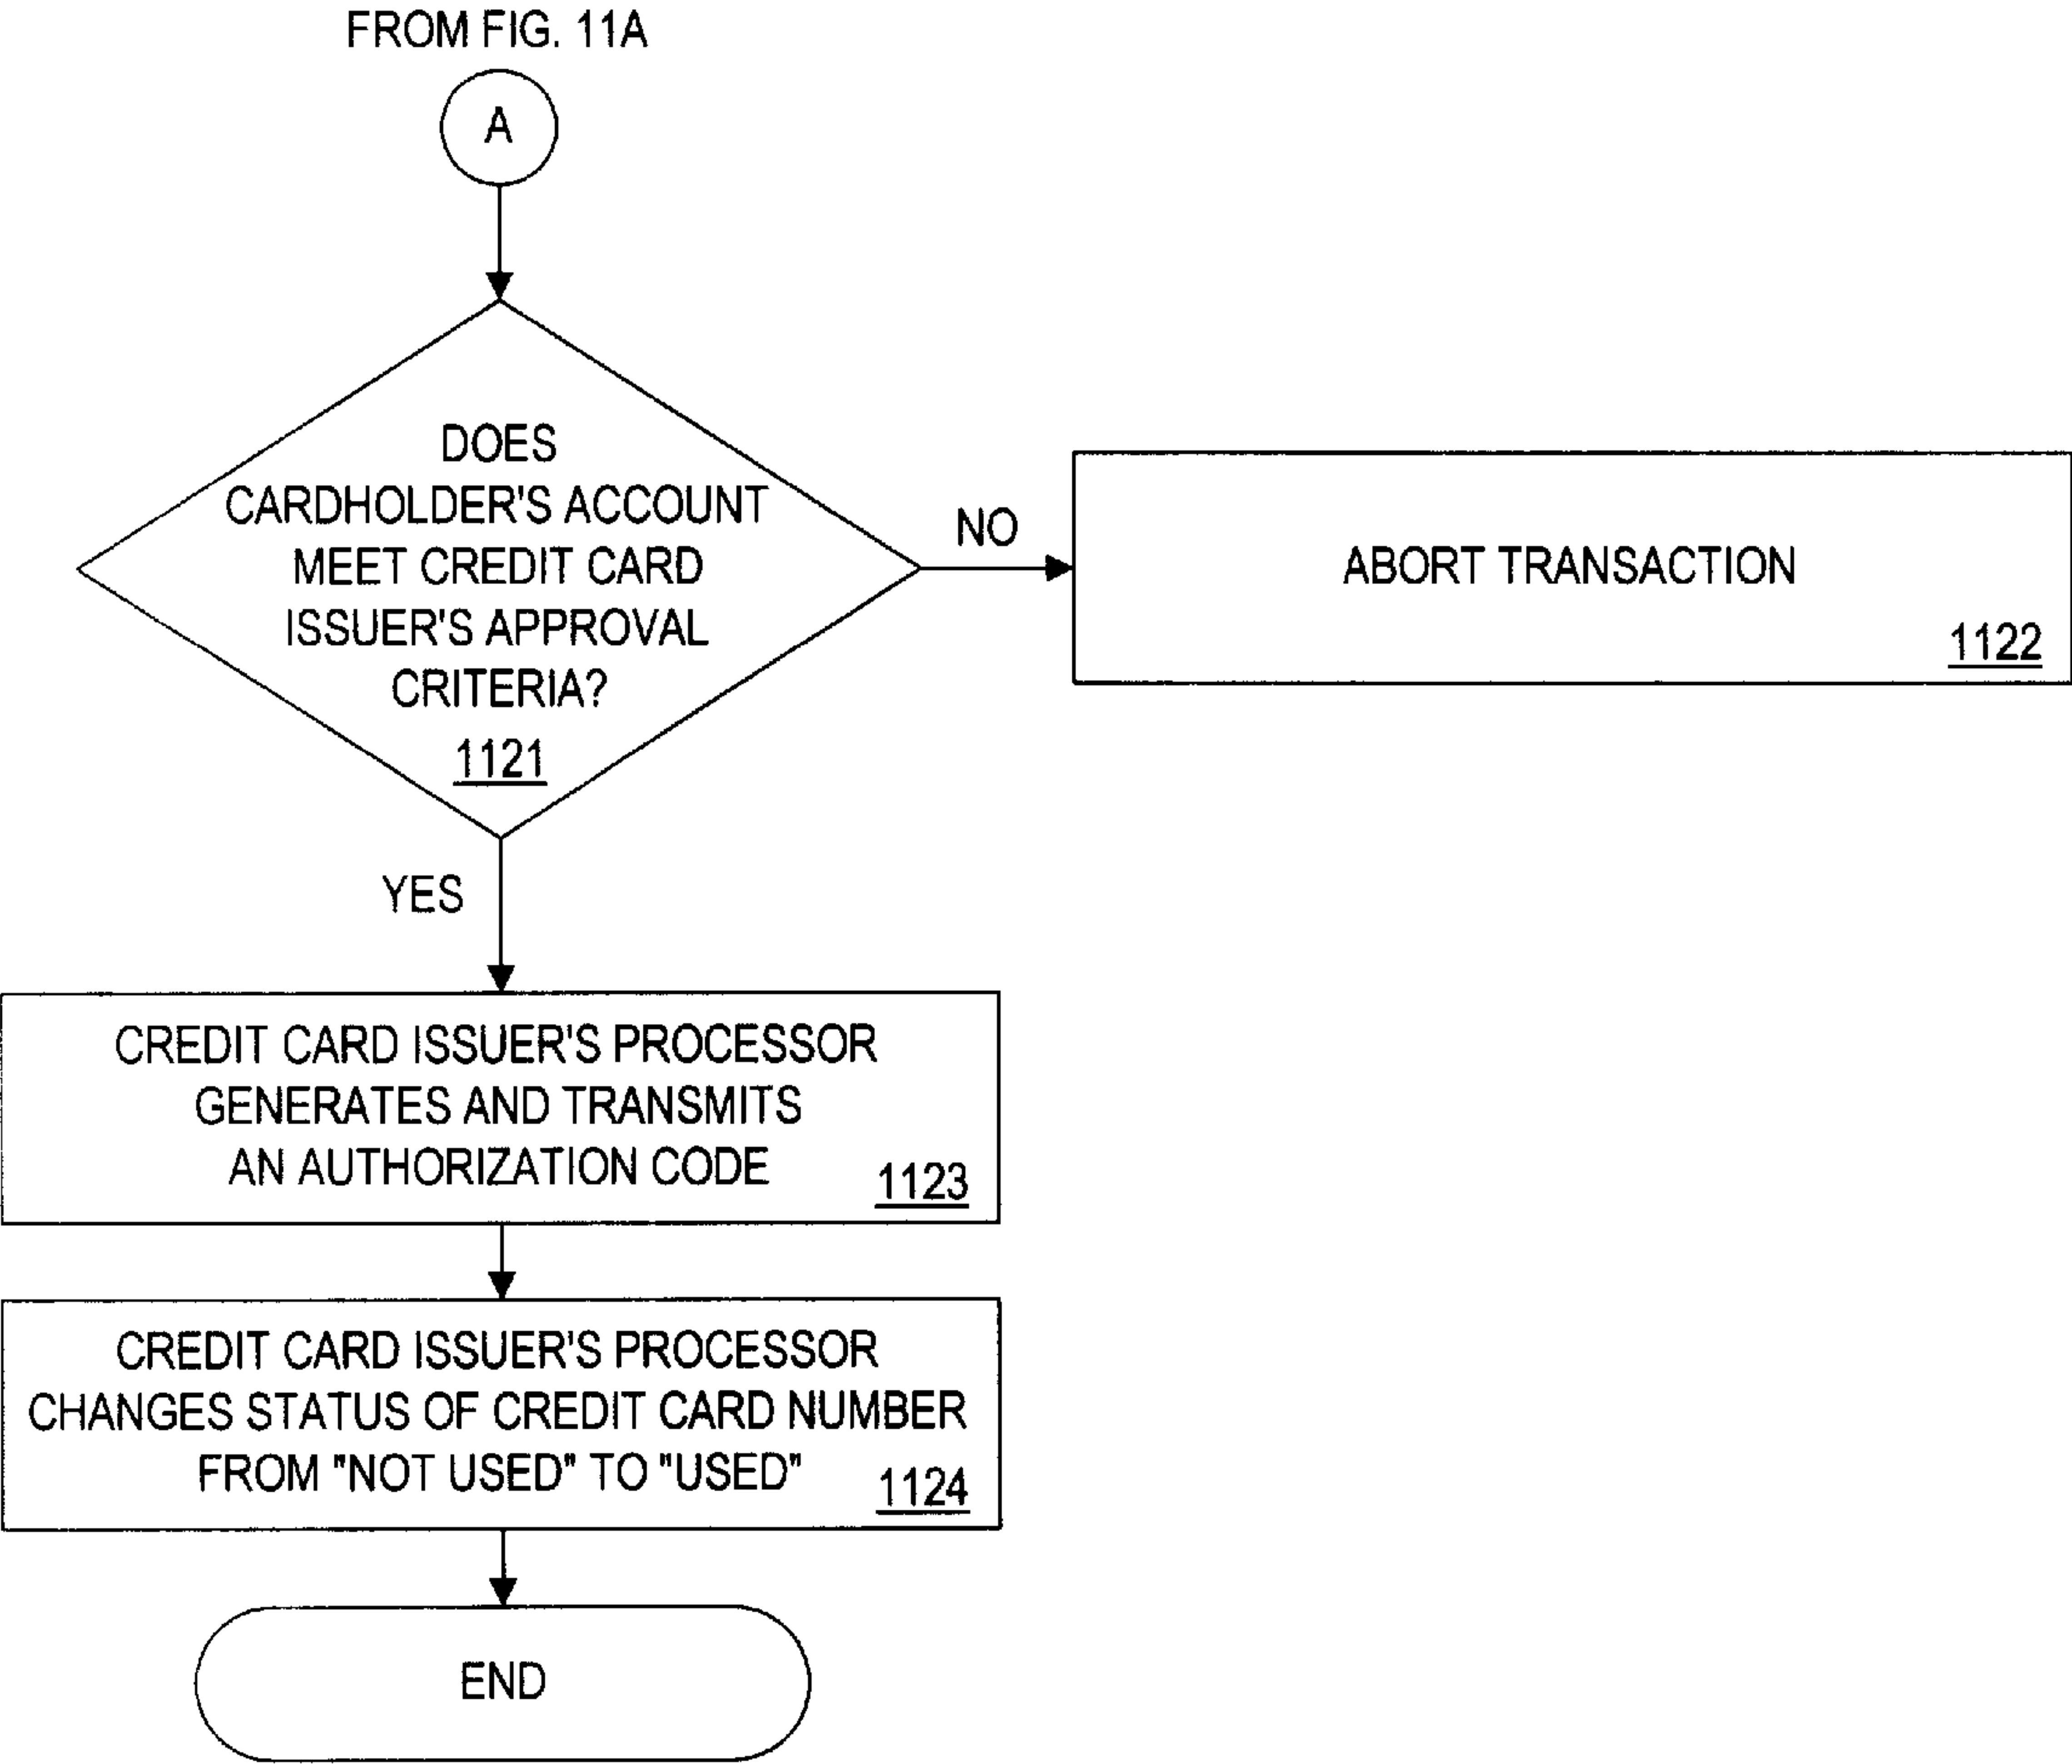 FROM FIG. 11A
A
DOES
CARDHOLDER'S ACCOUNT
MEET CREDIT CARD
ISSUER'S APPROVAL
CRITERIA?
1121
NO
ABORT TRANSACTION
1122
YES
CREDIT CARD ISSUER'S PROCESSOR
GENERATES AND TRANSMITS
AN AUTHORIZATION CODE
1123
CREDIT CARD ISSUER'S PROCESSOR
CHANGES STATUS OF CREDIT CARD NUMBER
FROM "NOT USED" TO "USED"
1124
END